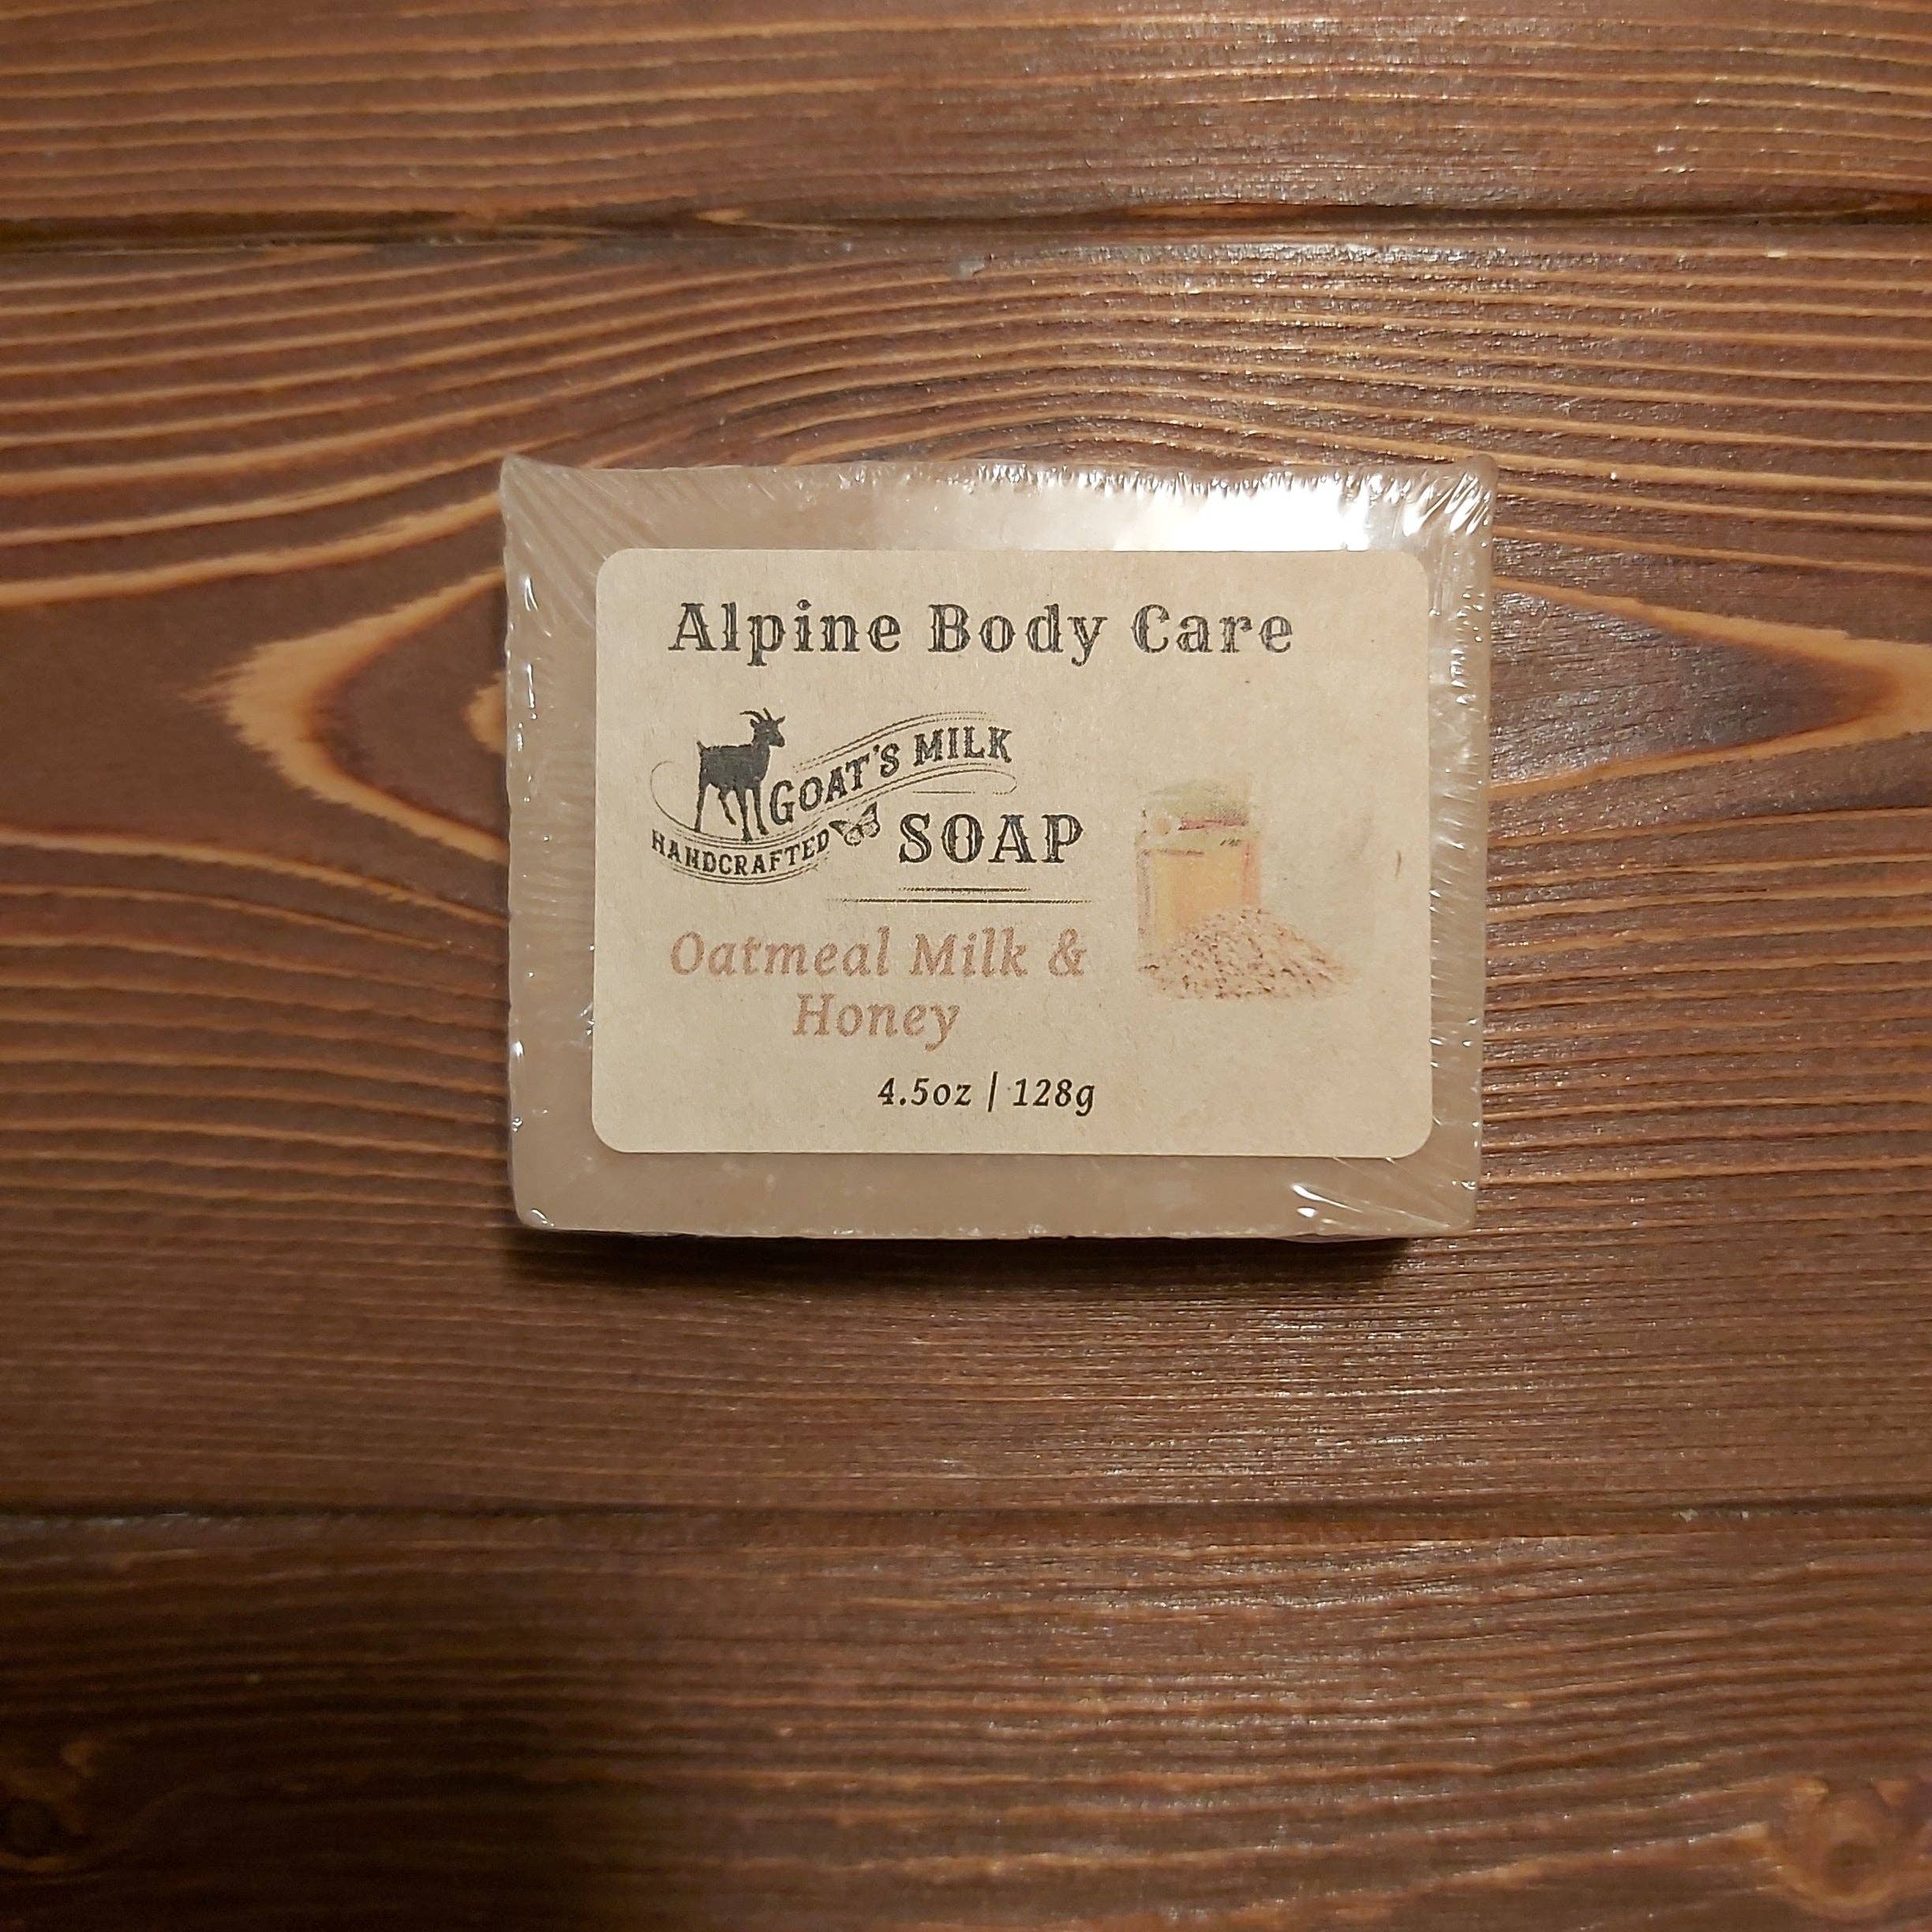 Alpine Body Care
GOAT'S MILK
HANDCRAFTED
SOAP
Oatmeal Milk &
Honey
4.5oz | 128g